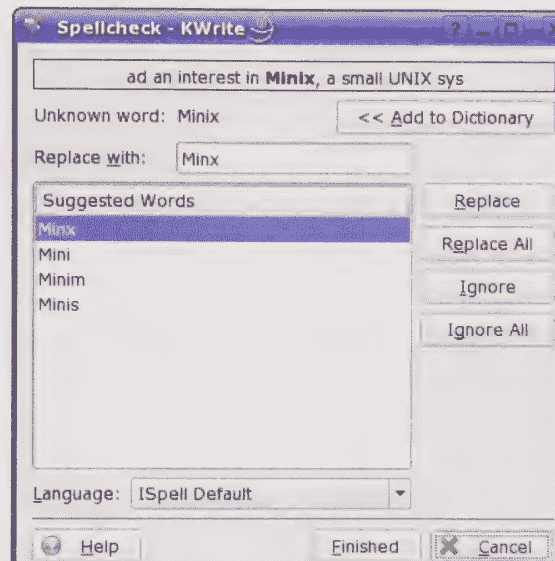 Spellcheck - KWrite
ad an interest in Minix, a small UNIX sys
Unknown word: Minix
<< Add to Dictionary
Replace with: Minx
Suggested Words
Minx
Mini
Minim
Minis
Replace
Replace All
Ignore
Ignore All
Language: ISpell Default
Help
Finished
Cancel